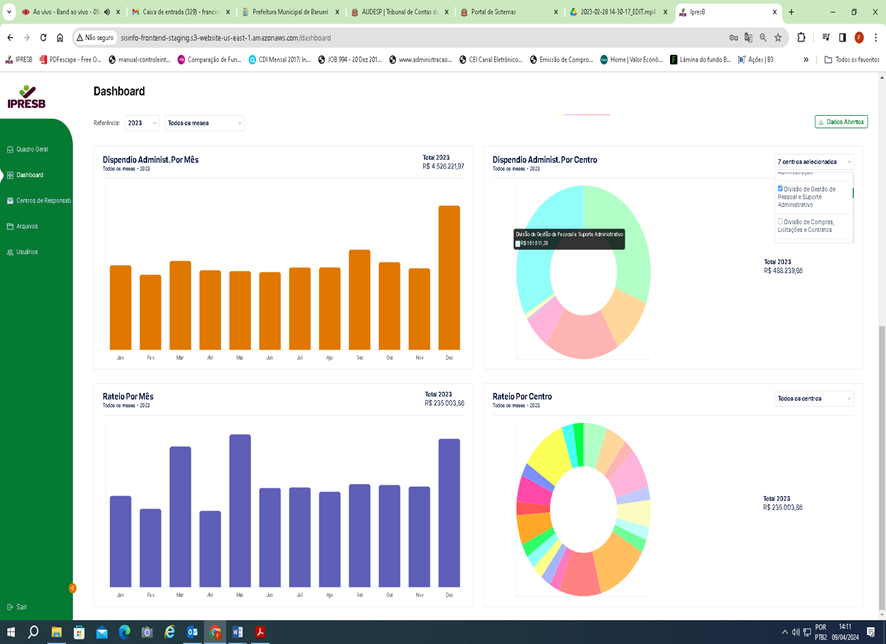 Ao vivo - Band ao vivo - 09
Caixa de entrada (329) - francis
Prefeitura Municipal de Barueri
AUDESP | Tribunal de Contas do
Portal de Sistemas
2023-02-28 14-30-17_EDIT.mp4
IpresB
Não seguro
sisinfo-frontend-staging.s3-website-us-east-1.amazonaws.com/dashboard
IPRESB
PDFescape - Free O...
manual-controleint...
Comparação de Fun...
CDI Mensal 2017: In...
JOB 994 - 20 Dez 201...
www.administracao...
CEI Canal Eletrônico...
Emissão de Compro...
Home | Valor Econô...
Lâmina do fundo B...
Ações | B3
Todos os favoritos
IPRESB
Dashboard
Referência:
2023
Todos os meses
Dados Abertos
Quadro Geral
Dashboard
Centros de Responsab.
Arquivos
Usuários
Sair
Dispendio Administ. Por Mês
Todos os meses - 2023
Total 2023
R$ 4.526.221,97
Jan Fev Mar Abr Mai Jun Jul Ago Set Out Nov Dez
Dispendio Administ. Por Centro
Todos os meses - 2023
7 centros selecionados
Administração
Divisão de Gestão de
Pessoal e Suporte
Administrativo
Divisão de Compras,
Licitações e Contratos
Divisão de Gestão de Pessoal e Suporte Administrativo
Total 2023
R$ 488.239,66
Rateio Por Mês
Todos os meses - 2023
Total 2023
R$ 235.003,66
Jan Fev Mar Abr Mai Jun Jul Ago Set Out Nov Dez
Rateio Por Centro
Todos os meses - 2023
Todos os centros
Total 2023
R$ 235.003,66
POR
PTB2
14:11
09/04/2024